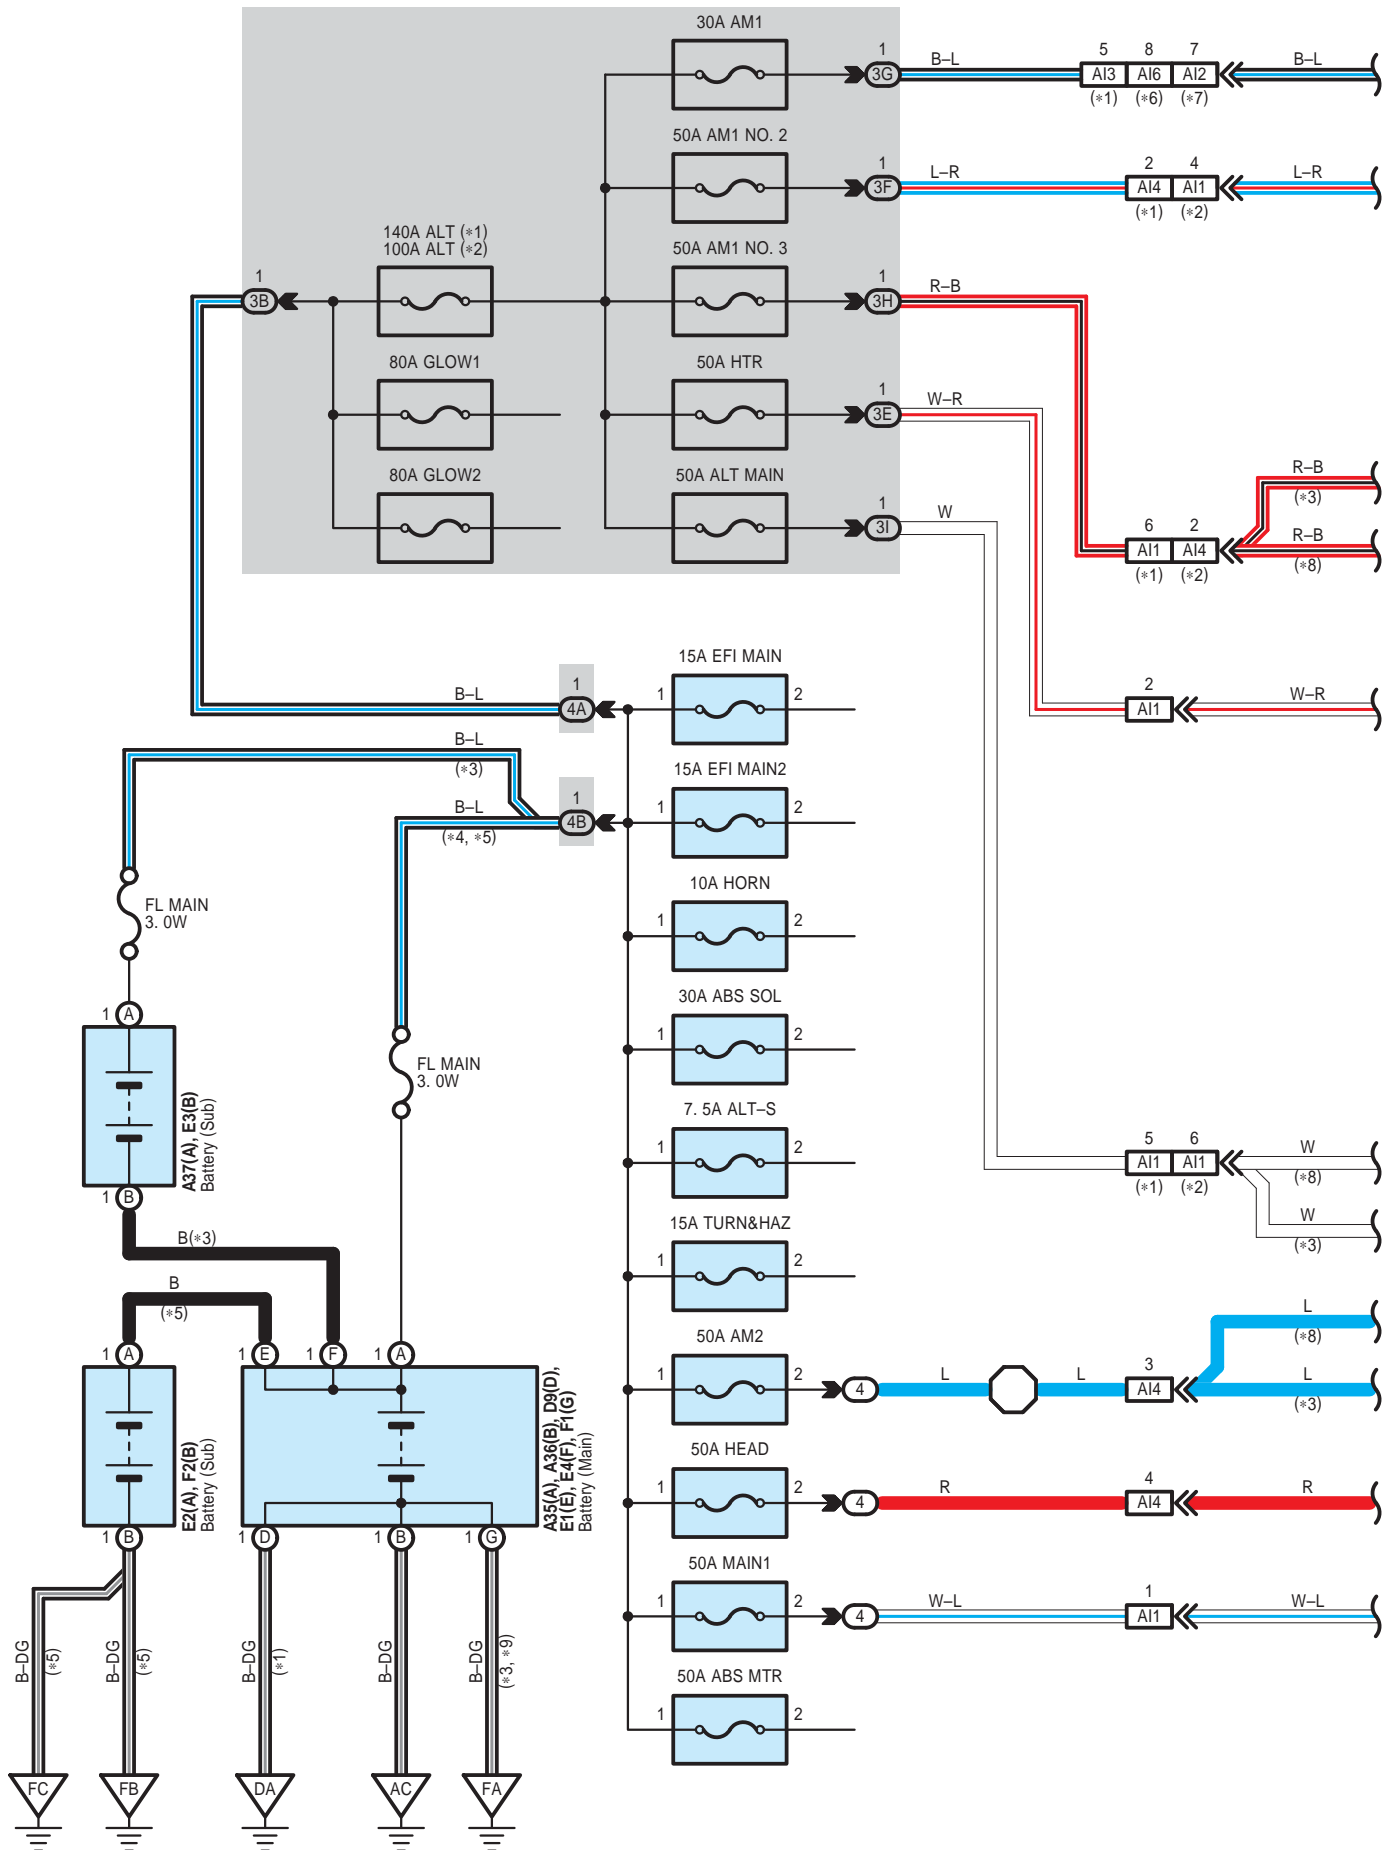 30A AM1
1
3G
B–L
5 8 7
AI3 AI6 AI2
(*1) (*6) (*7)
B–L
50A AM1 NO. 2
1
3F
L–R
2 4
AI4 AI1
(*1) (*2)
L–R
140A ALT (*1)
100A ALT (*2)
1
3B
50A AM1 NO. 3
1
3H
R–B
80A GLOW1
50A HTR
1
3E
W–R
80A GLOW2
50A ALT MAIN
1
3I
W
R–B
(*3)
6 2
AI1 AI4
(*1) (*2)
R–B
(*8)
B–L
1
4A
15A EFI MAIN
1 2
2
AI1
W–R
B–L
(*3)
B–L
(*4, *5)
1
4B
15A EFI MAIN2
1 2
FL MAIN
3. 0W
10A HORN
1 2
1 A
A37(A), E3(B)
Battery (Sub)
1 B
FL MAIN
3. 0W
30A ABS SOL
1 2
7. 5A ALT–S
1 2
5 6
AI1 AI1
(*1) (*2)
W
(*8)
W
(*3)
B(*3)
15A TURN&HAZ
1 2
B
(*5)
1 A
1 E
1 F
1 A
E2(A), F2(B)
Battery (Sub)
A35(A), A36(B), D9(D),
E1(E), E4(F), F1(G)
Battery (Main)
50A AM2
1 2
4
L
L
3
AI4
L
(*8)
L
(*3)
50A HEAD
1 2
4
R
4
AI4
R
1 B
1 D
1 B
1 G
50A MAIN1
1 2
4
W–L
1
AI1
W–L
B–DG
(*5)
B–DG
(*5)
B–DG
(*1)
B–DG
B–DG
(*3, *9)
50A ABS MTR
1 2
FC
FB
DA
AC
FA